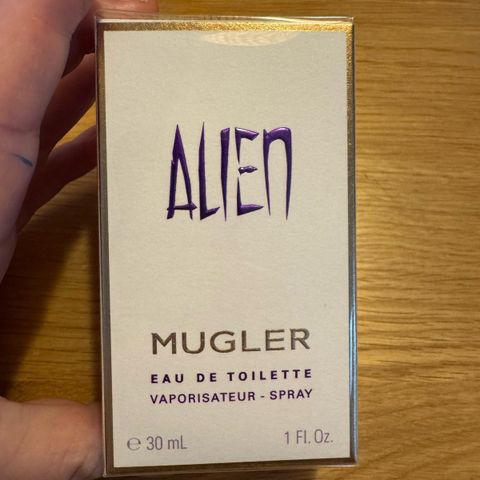 ALIEN
MUGLER
EAU DE TOILETTE
VAPORISATEUR - SPRAY
℮ 30 mL 1 Fl. Oz.